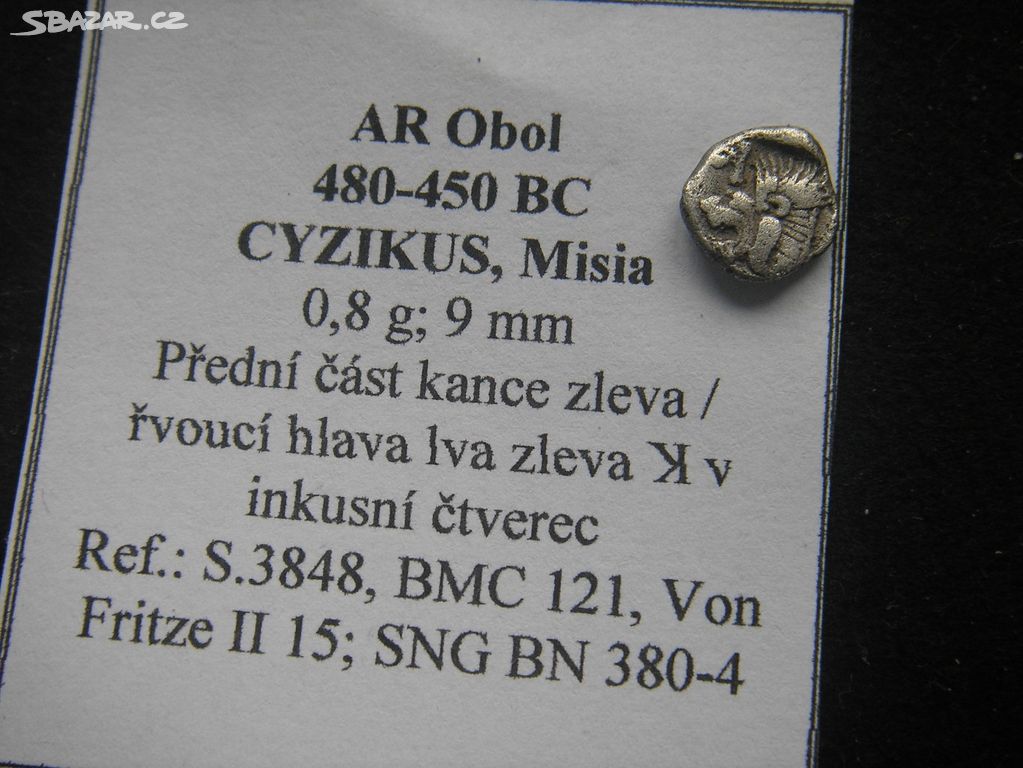 SBAZAR.CZ
AR Obol
480-450 BC
CYZIKUS, Misia
0,8 g; 9 mm
Přední část kance zleva /
řvoucí hlava lva zleva ꓘ v
inkusní čtverec
Ref.: S.3848, BMC 121, Von
Fritze II 15; SNG BN 380-4